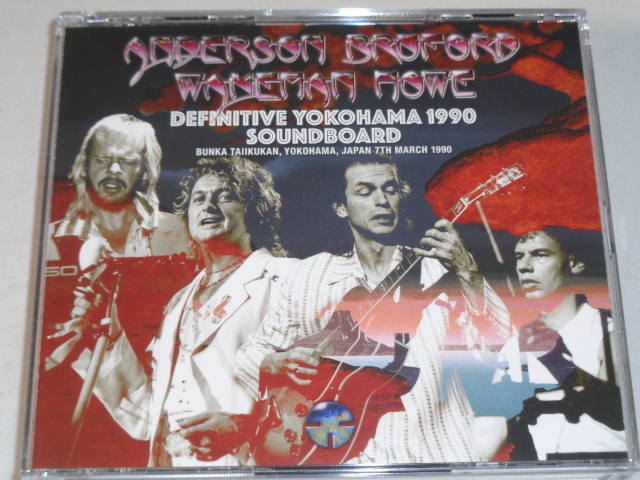 ANDERSON BRUFORD
WAKEMAN HOWE
DEFINITIVE YOKOHAMA 1990
SOUNDBOARD
BUNKA TAIIKUKAN, YOKOHAMA, JAPAN 7TH MARCH 1990